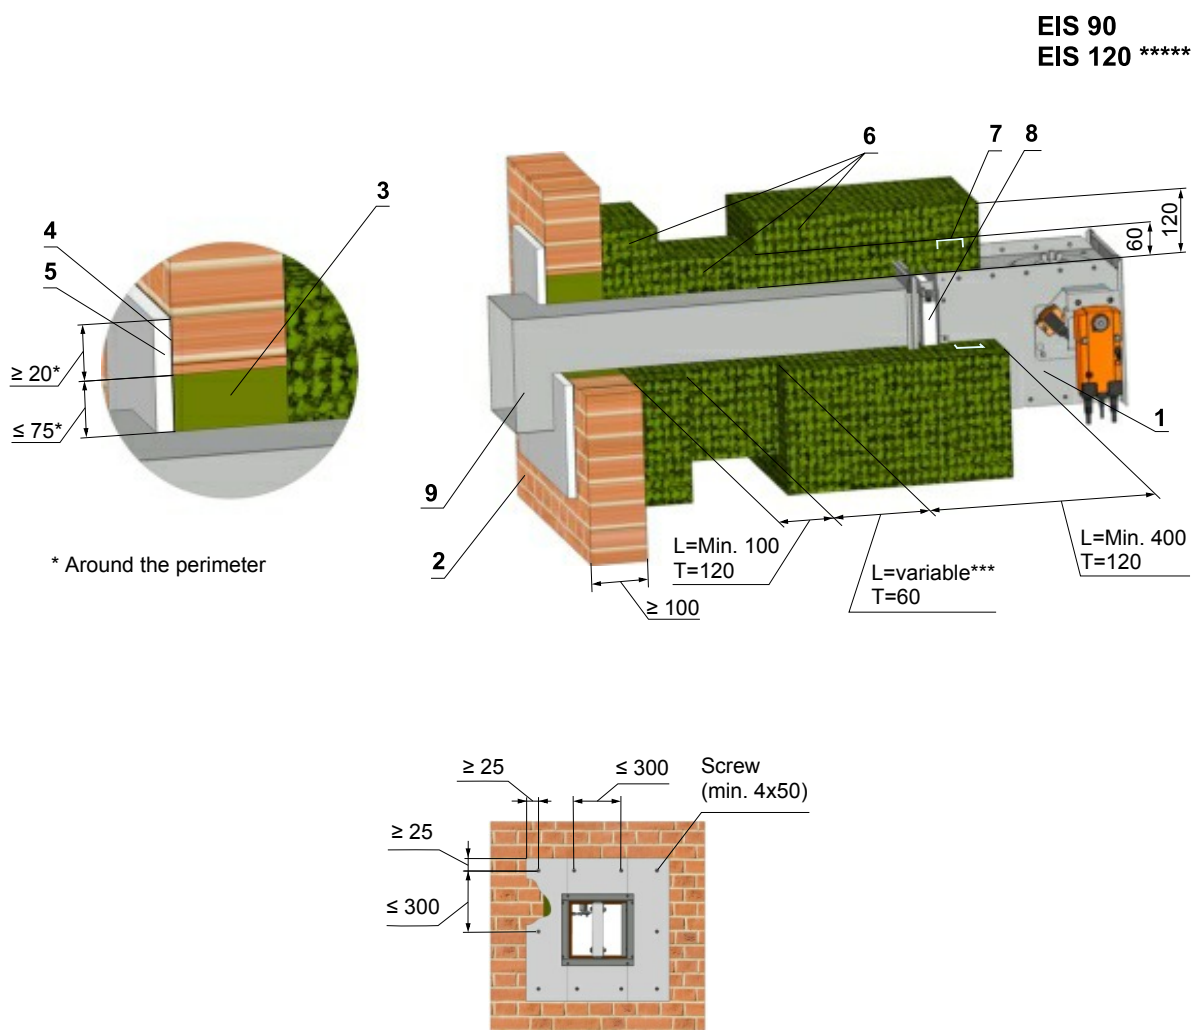 EIS 90
EIS 120 *****
6
7
8
3
4
5
120
60
≥ 20*
≤ 75*
1
9
2
* Around the perimeter
L=Min. 100
T=120
L=variable***
T=60
L=Min. 400
T=120
≥ 100
≥ 25
≤ 300
Screw
(min. 4x50)
≥ 25
≤ 300